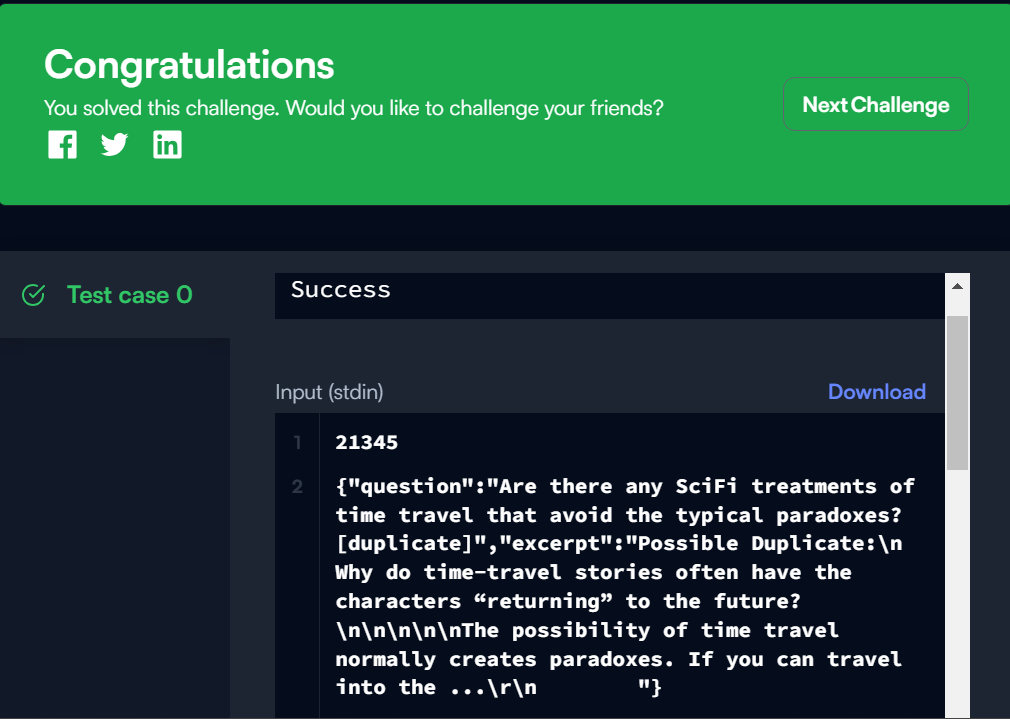 Congratulations
You solved this challenge. Would you like to challenge your friends?
Next Challenge
Test case 0
Success
Input (stdin)
Download
1
21345
2
{"question":"Are there any SciFi treatments of
time travel that avoid the typical paradoxes?
[duplicate]","excerpt":"Possible Duplicate:\n
Why do time-travel stories often have the
characters “returning” to the future?
\n\n\n\n\nThe possibility of time travel
normally creates paradoxes. If you can travel
into the ...\r\n        "}